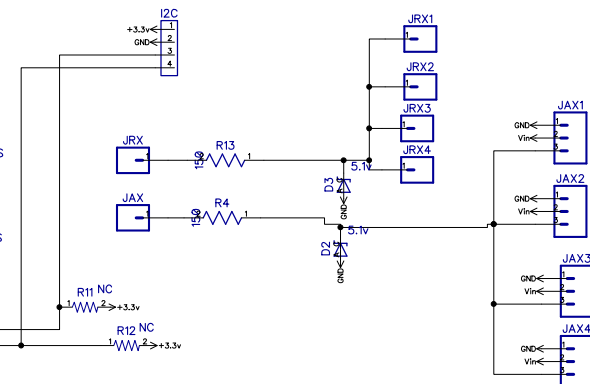 I2C
+3.3v 1
GND 2
3
4
JRX1
1
JRX2
1
JRX3
1
JRX4
1
JRX
1
150
R13
1
5.1v
D3
GND
JAX
1
150
R4
1
5.1v
D2
GND
JAX1
GND 1
Vin 2
3
JAX2
GND 1
Vin 2
3
JAX3
GND 1
Vin 2
3
JAX4
GND 1
Vin 2
3
R11 NC
1 2 +3.3v
R12 NC
1 2 +3.3v
S
S